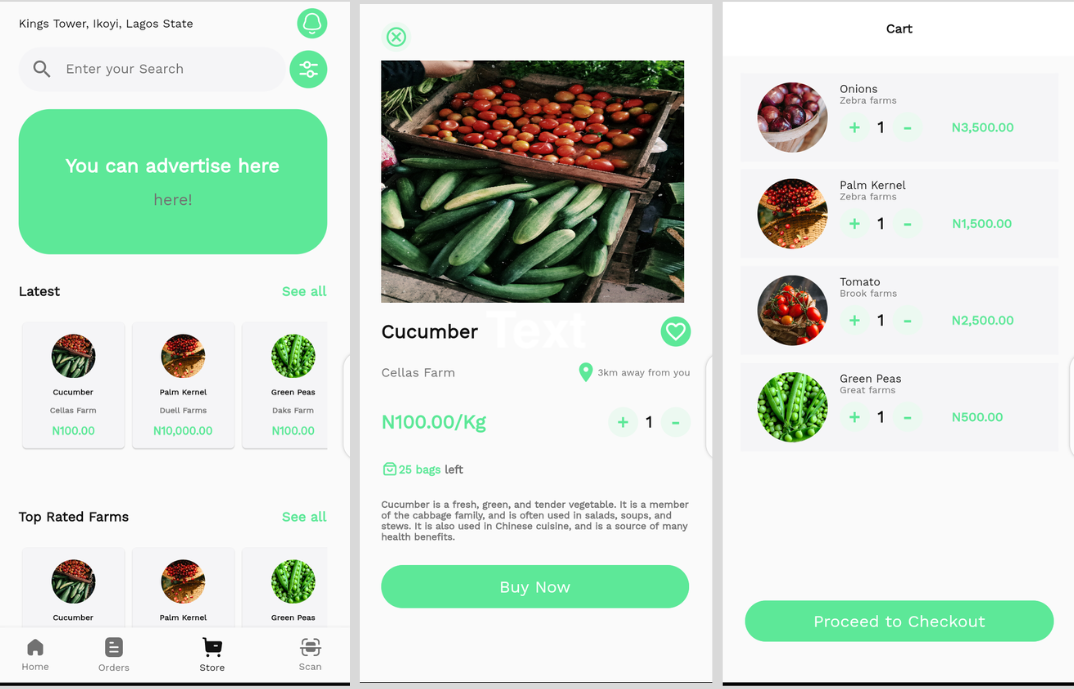 Kings Tower, Ikoyi, Lagos State
Enter your Search
You can advertise here
here!
Latest
See all
Cucumber
Cellas Farm
N100.00
Palm Kernel
Duell Farms
N10,000.00
Green Peas
Daks Farm
N100.00
Top Rated Farms
See all
Cucumber
Palm Kernel
Green Peas
Home
Orders
Store
Scan
Cucumber
Text
Cellas Farm
3km away from you
N100.00/Kg
+ 1 -
25 bags left
Cucumber is a fresh, green, and tender vegetable. It is a member
of the cabbage family, and is often used in salads, soups, and
stews. It is also used in Chinese cuisine, and is a source of many
health benefits.
Buy Now
Cart
Onions
Zebra farms
+ 1 - N3,500.00
Palm Kernel
Zebra farms
+ 1 - N1,500.00
Tomato
Brook farms
+ 1 - N2,500.00
Green Peas
Great farms
+ 1 - N500.00
Proceed to Checkout